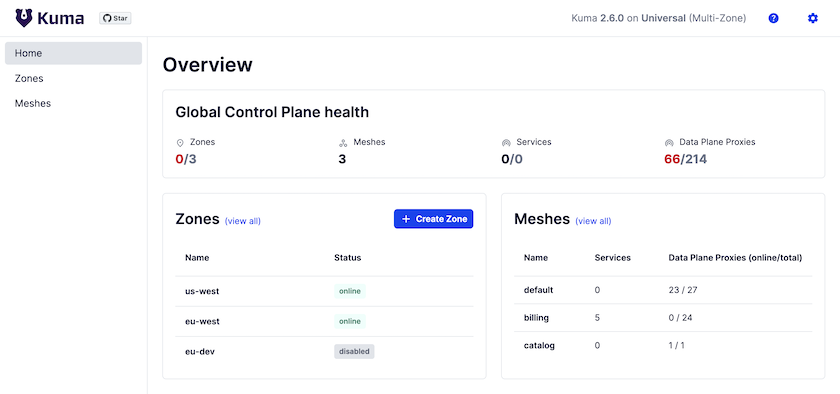 Kuma Star Kuma 2.6.0 on Universal (Multi-Zone)
Home
Zones
Meshes
Overview
Global Control Plane health
Zones Meshes Services Data Plane Proxies
0/3 3 0/0 66/214
Zones (view all) + Create Zone
Name Status
us-west online
eu-west online
eu-dev disabled
Meshes (view all)
Name Services Data Plane Proxies (online/total)
default 0 23 / 27
billing 5 0 / 24
catalog 0 1 / 1